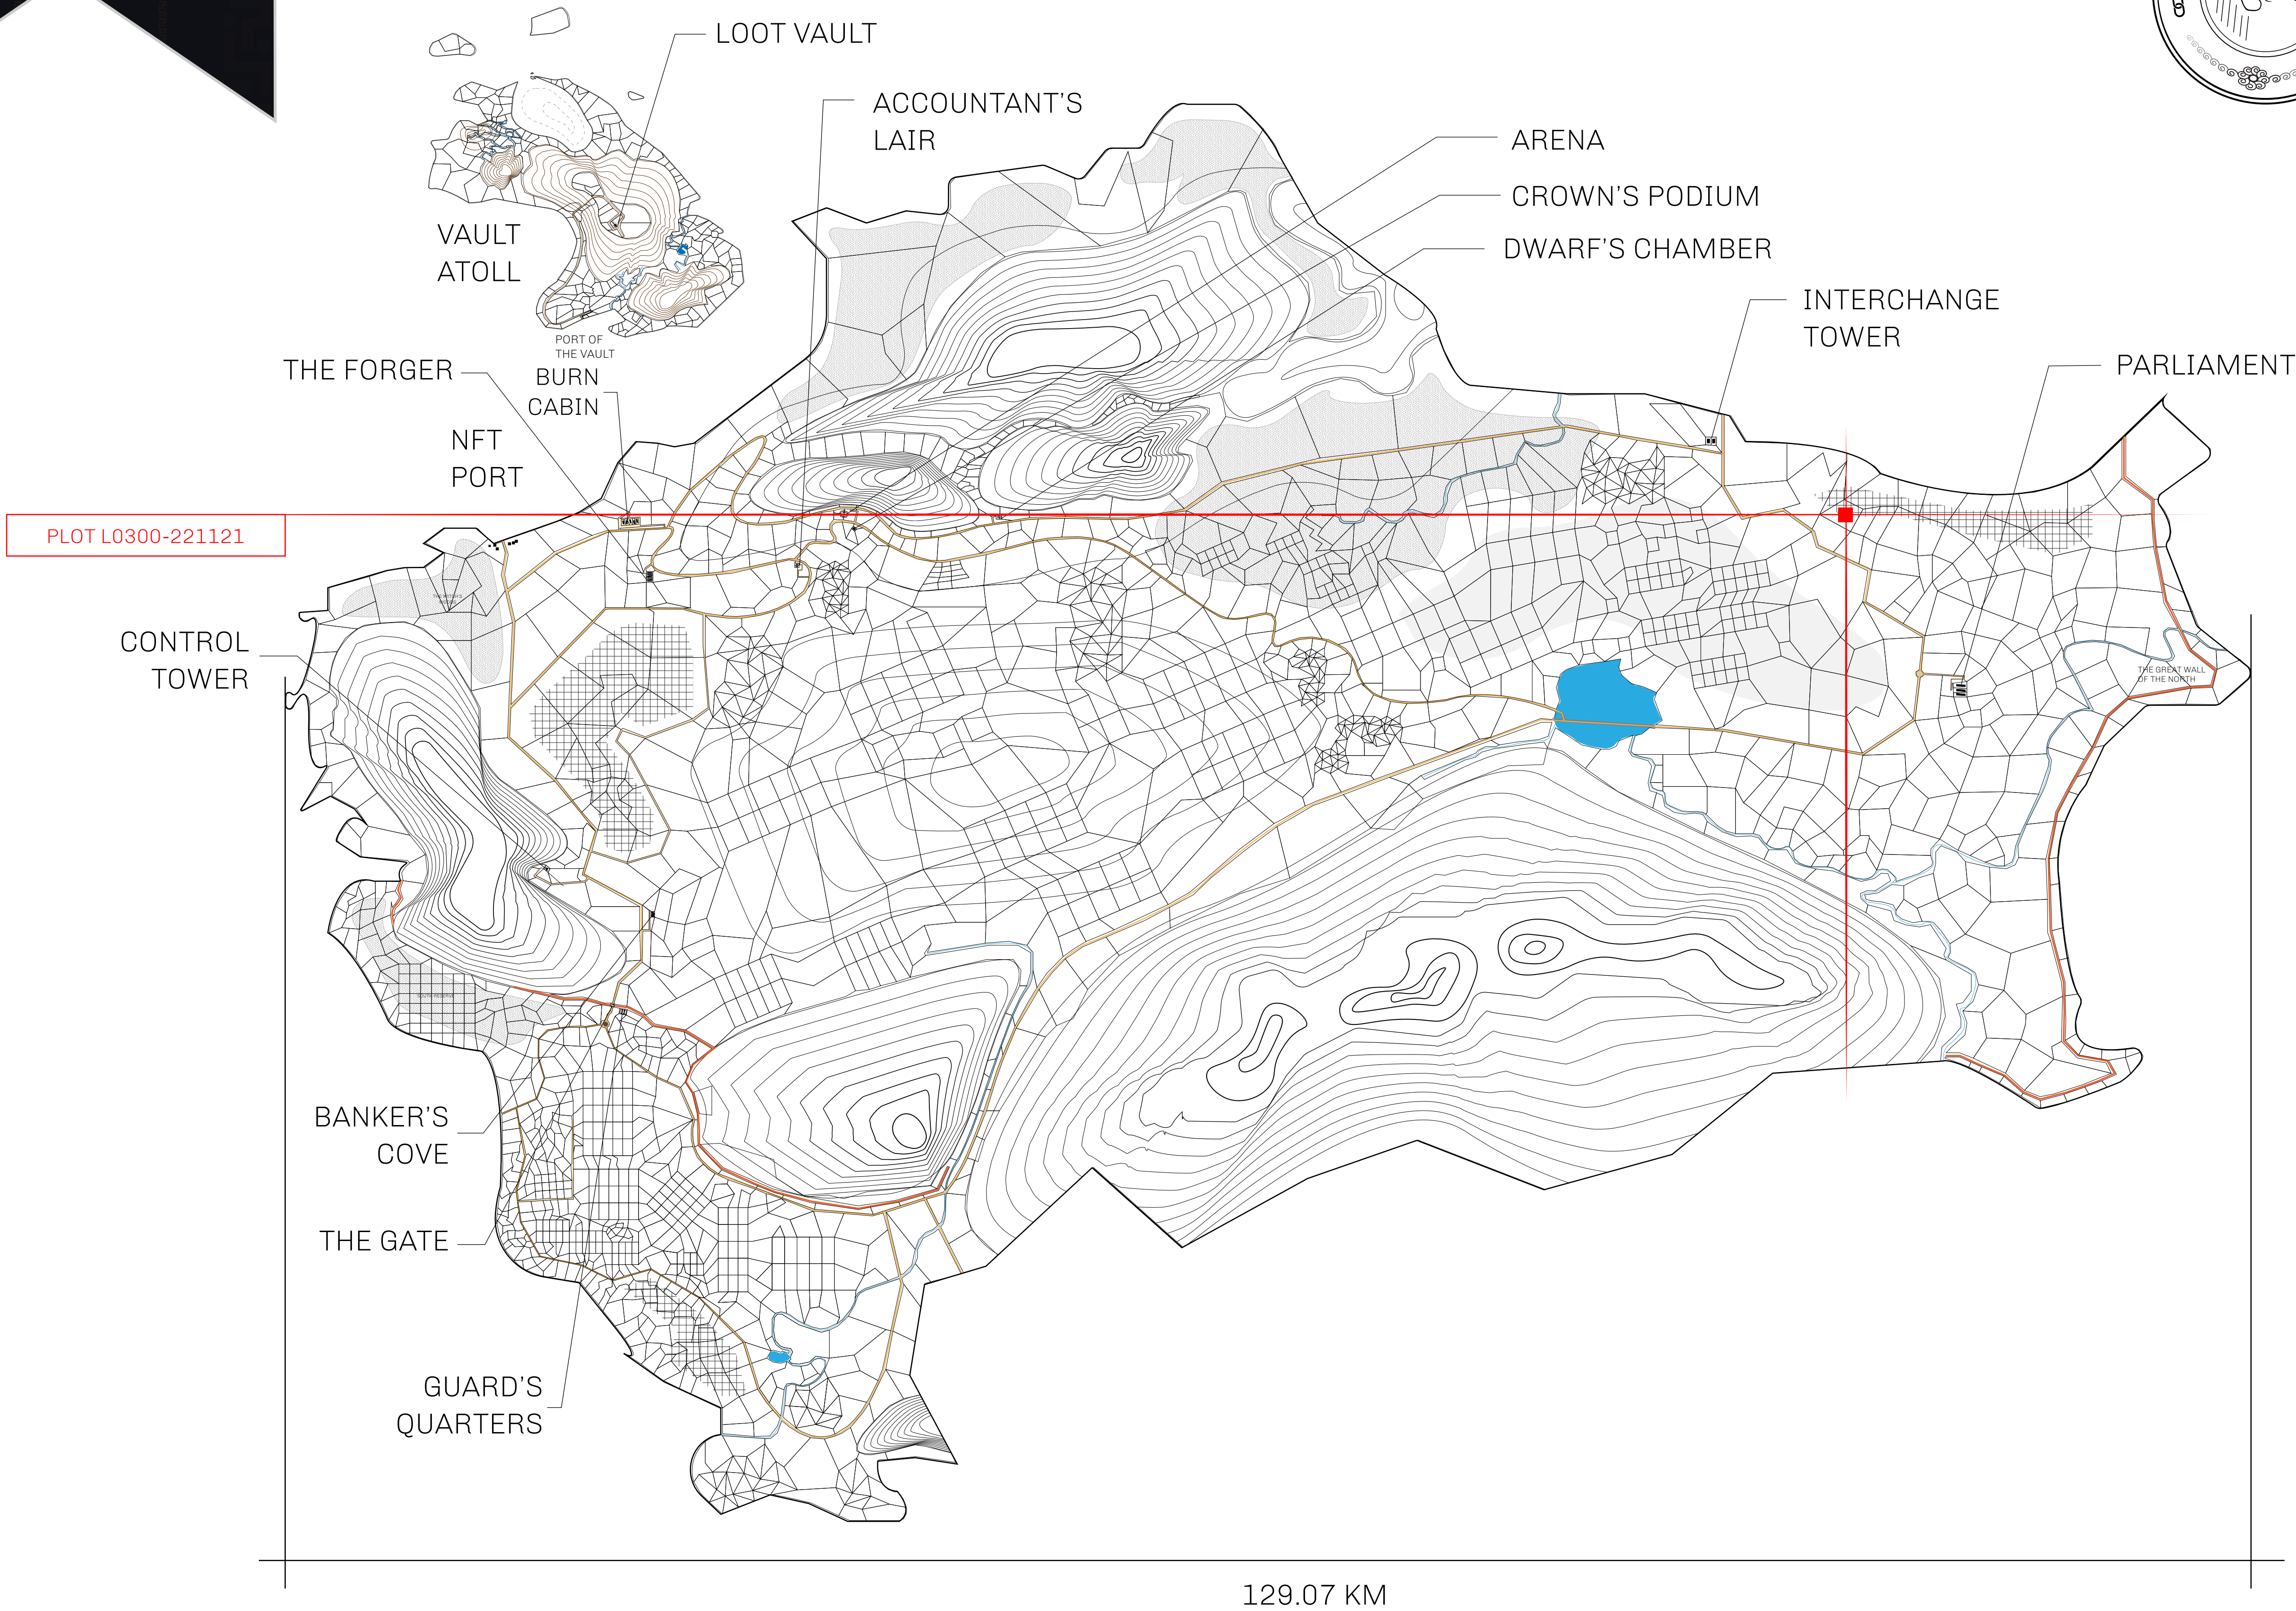 LOOT VAULT
ACCOUNTANT'S
LAIR
ARENA
CROWN'S PODIUM
DWARF'S CHAMBER
VAULT
ATOLL
INTERCHANGE
TOWER
PORT OF
THE VAULT
PARLIAMENT
THE FORGER
BURN
CABIN
NFT
PORT
PLOT L0300-221121
CONTROL
TOWER
THE GREAT WALL
OF THE NORTH
SOUTH RESERVE
BANKER'S
COVE
THE GATE
GUARD'S
QUARTERS
129.07 KM